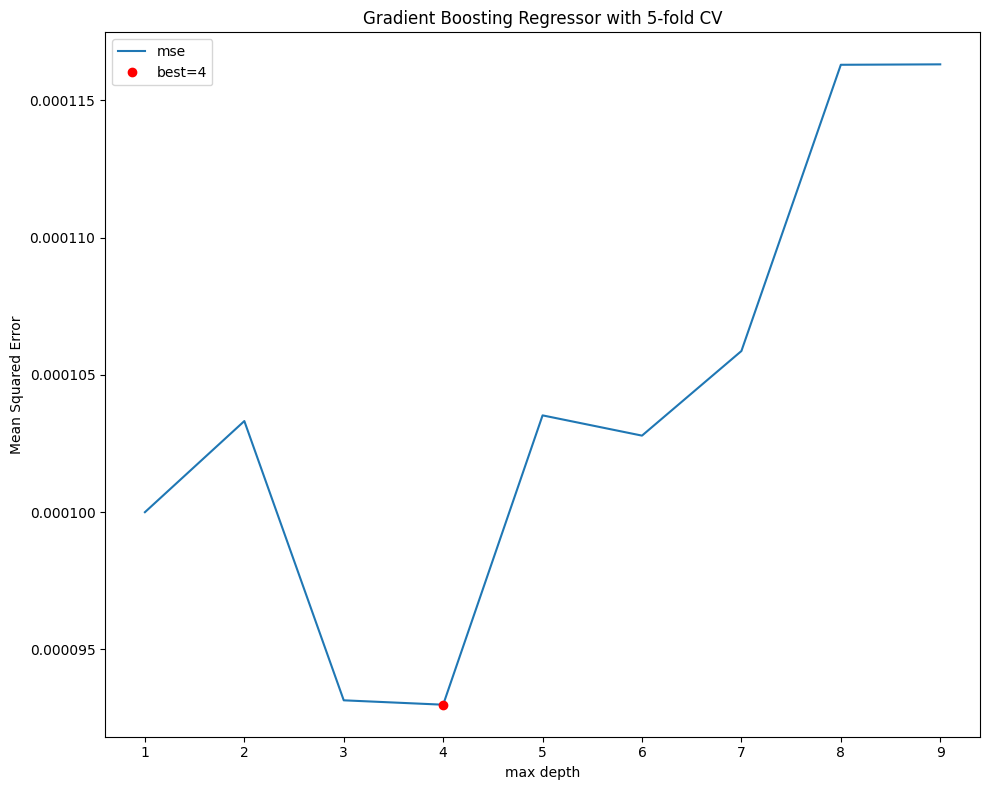 Gradient Boosting Regressor with 5-fold CV
mse
best=4
0.000115
0.000110
0.000105
0.000100
0.000095
Mean Squared Error
1 2 3 4 5 6 7 8 9
max depth